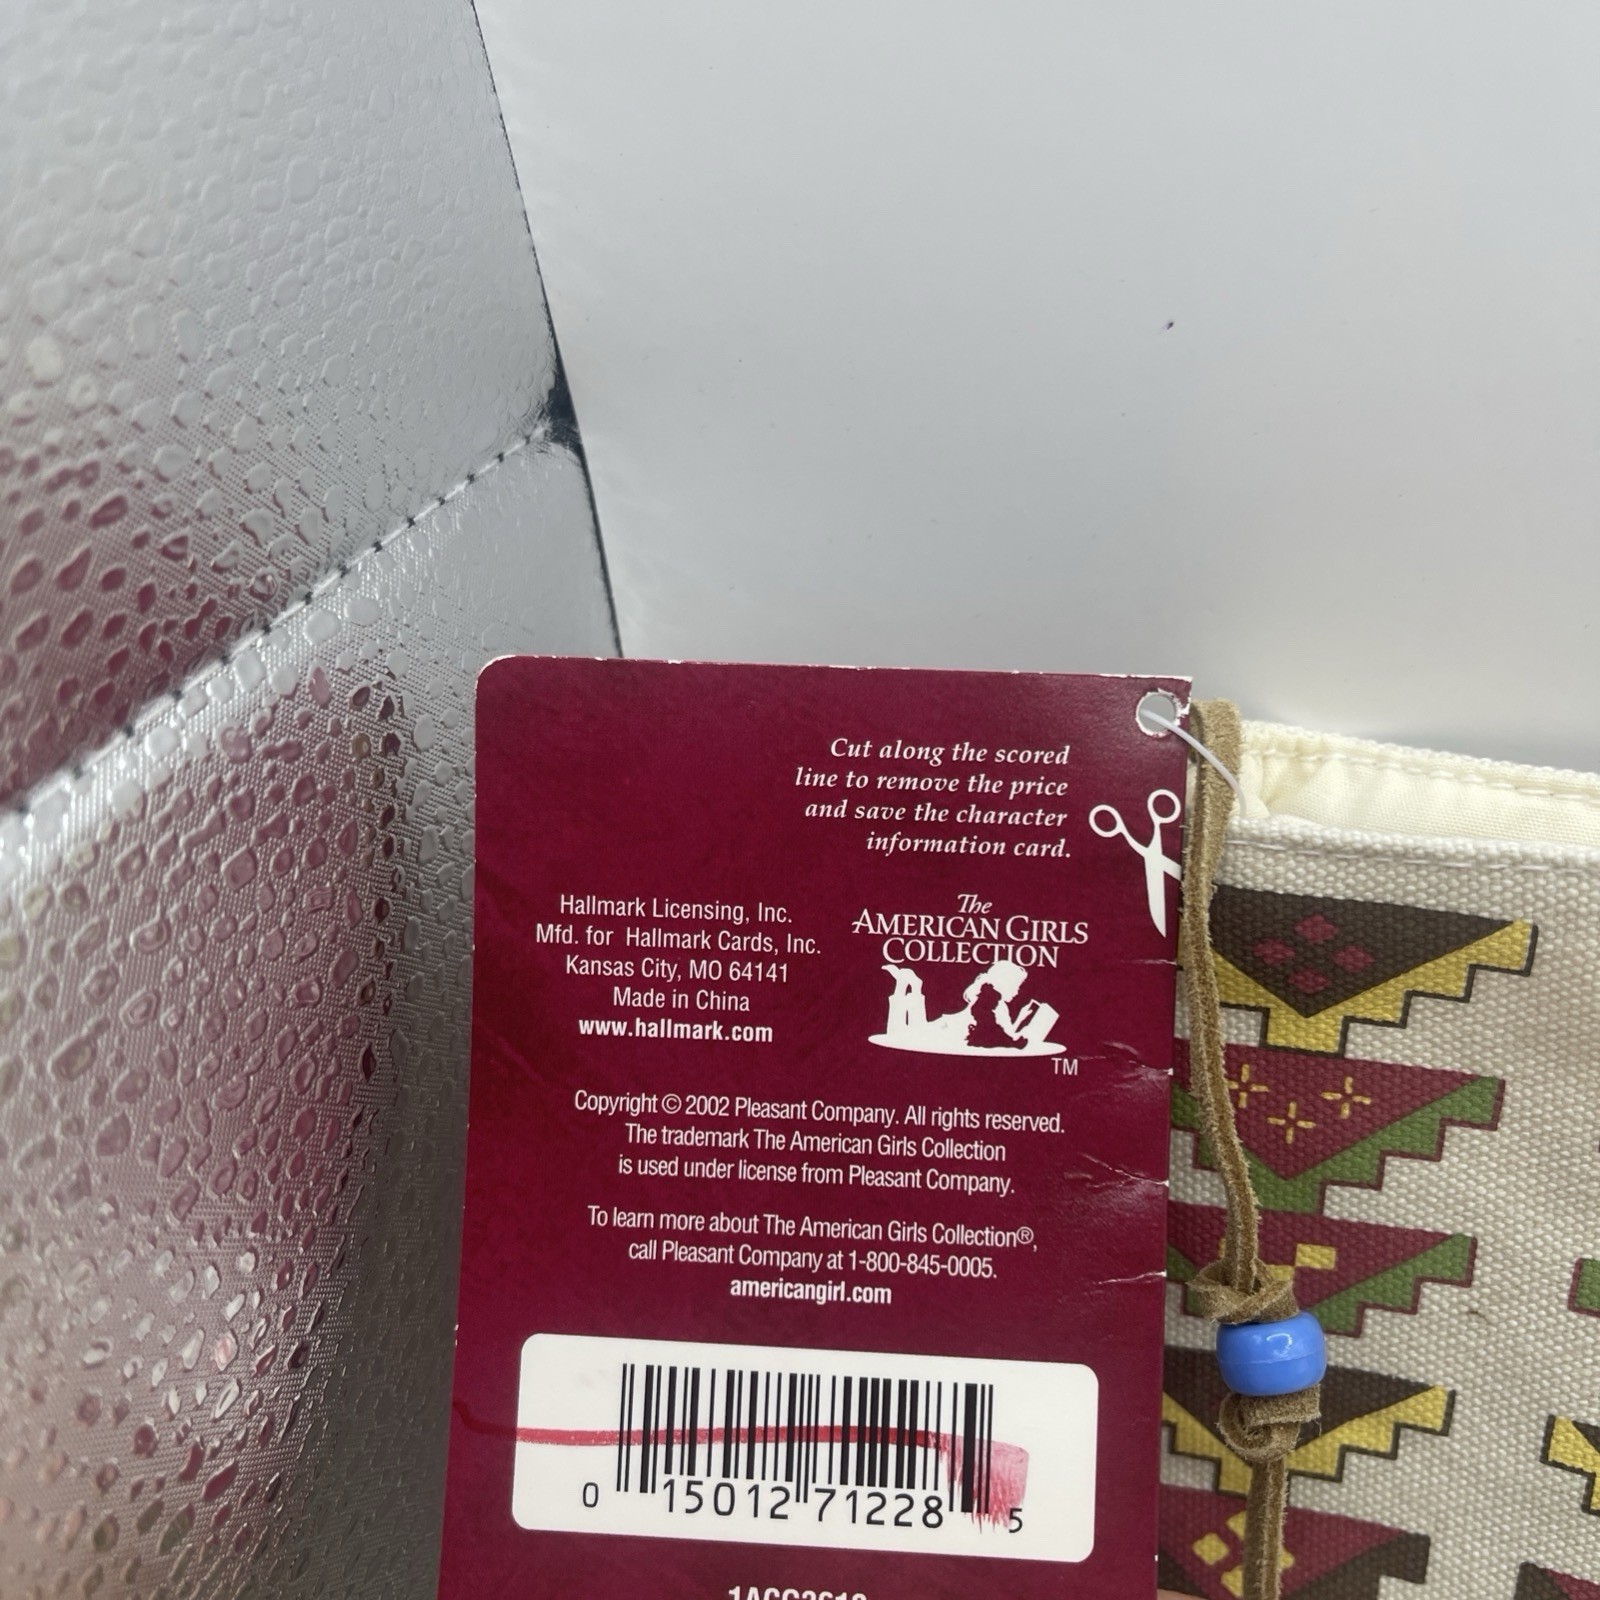 Cut along the scored
line to remove the price
and save the character
information card.
Hallmark Licensing, Inc.
Mfd. for Hallmark Cards, Inc.
Kansas City, MO 64141
Made in China
www.hallmark.com
The
AMERICAN GIRLS
COLLECTION
TM
Copyright © 2002 Pleasant Company. All rights reserved.
The trademark The American Girls Collection
is used under license from Pleasant Company.
To learn more about The American Girls Collection®,
call Pleasant Company at 1-800-845-0005.
americangirl.com
0 15012 71228 5